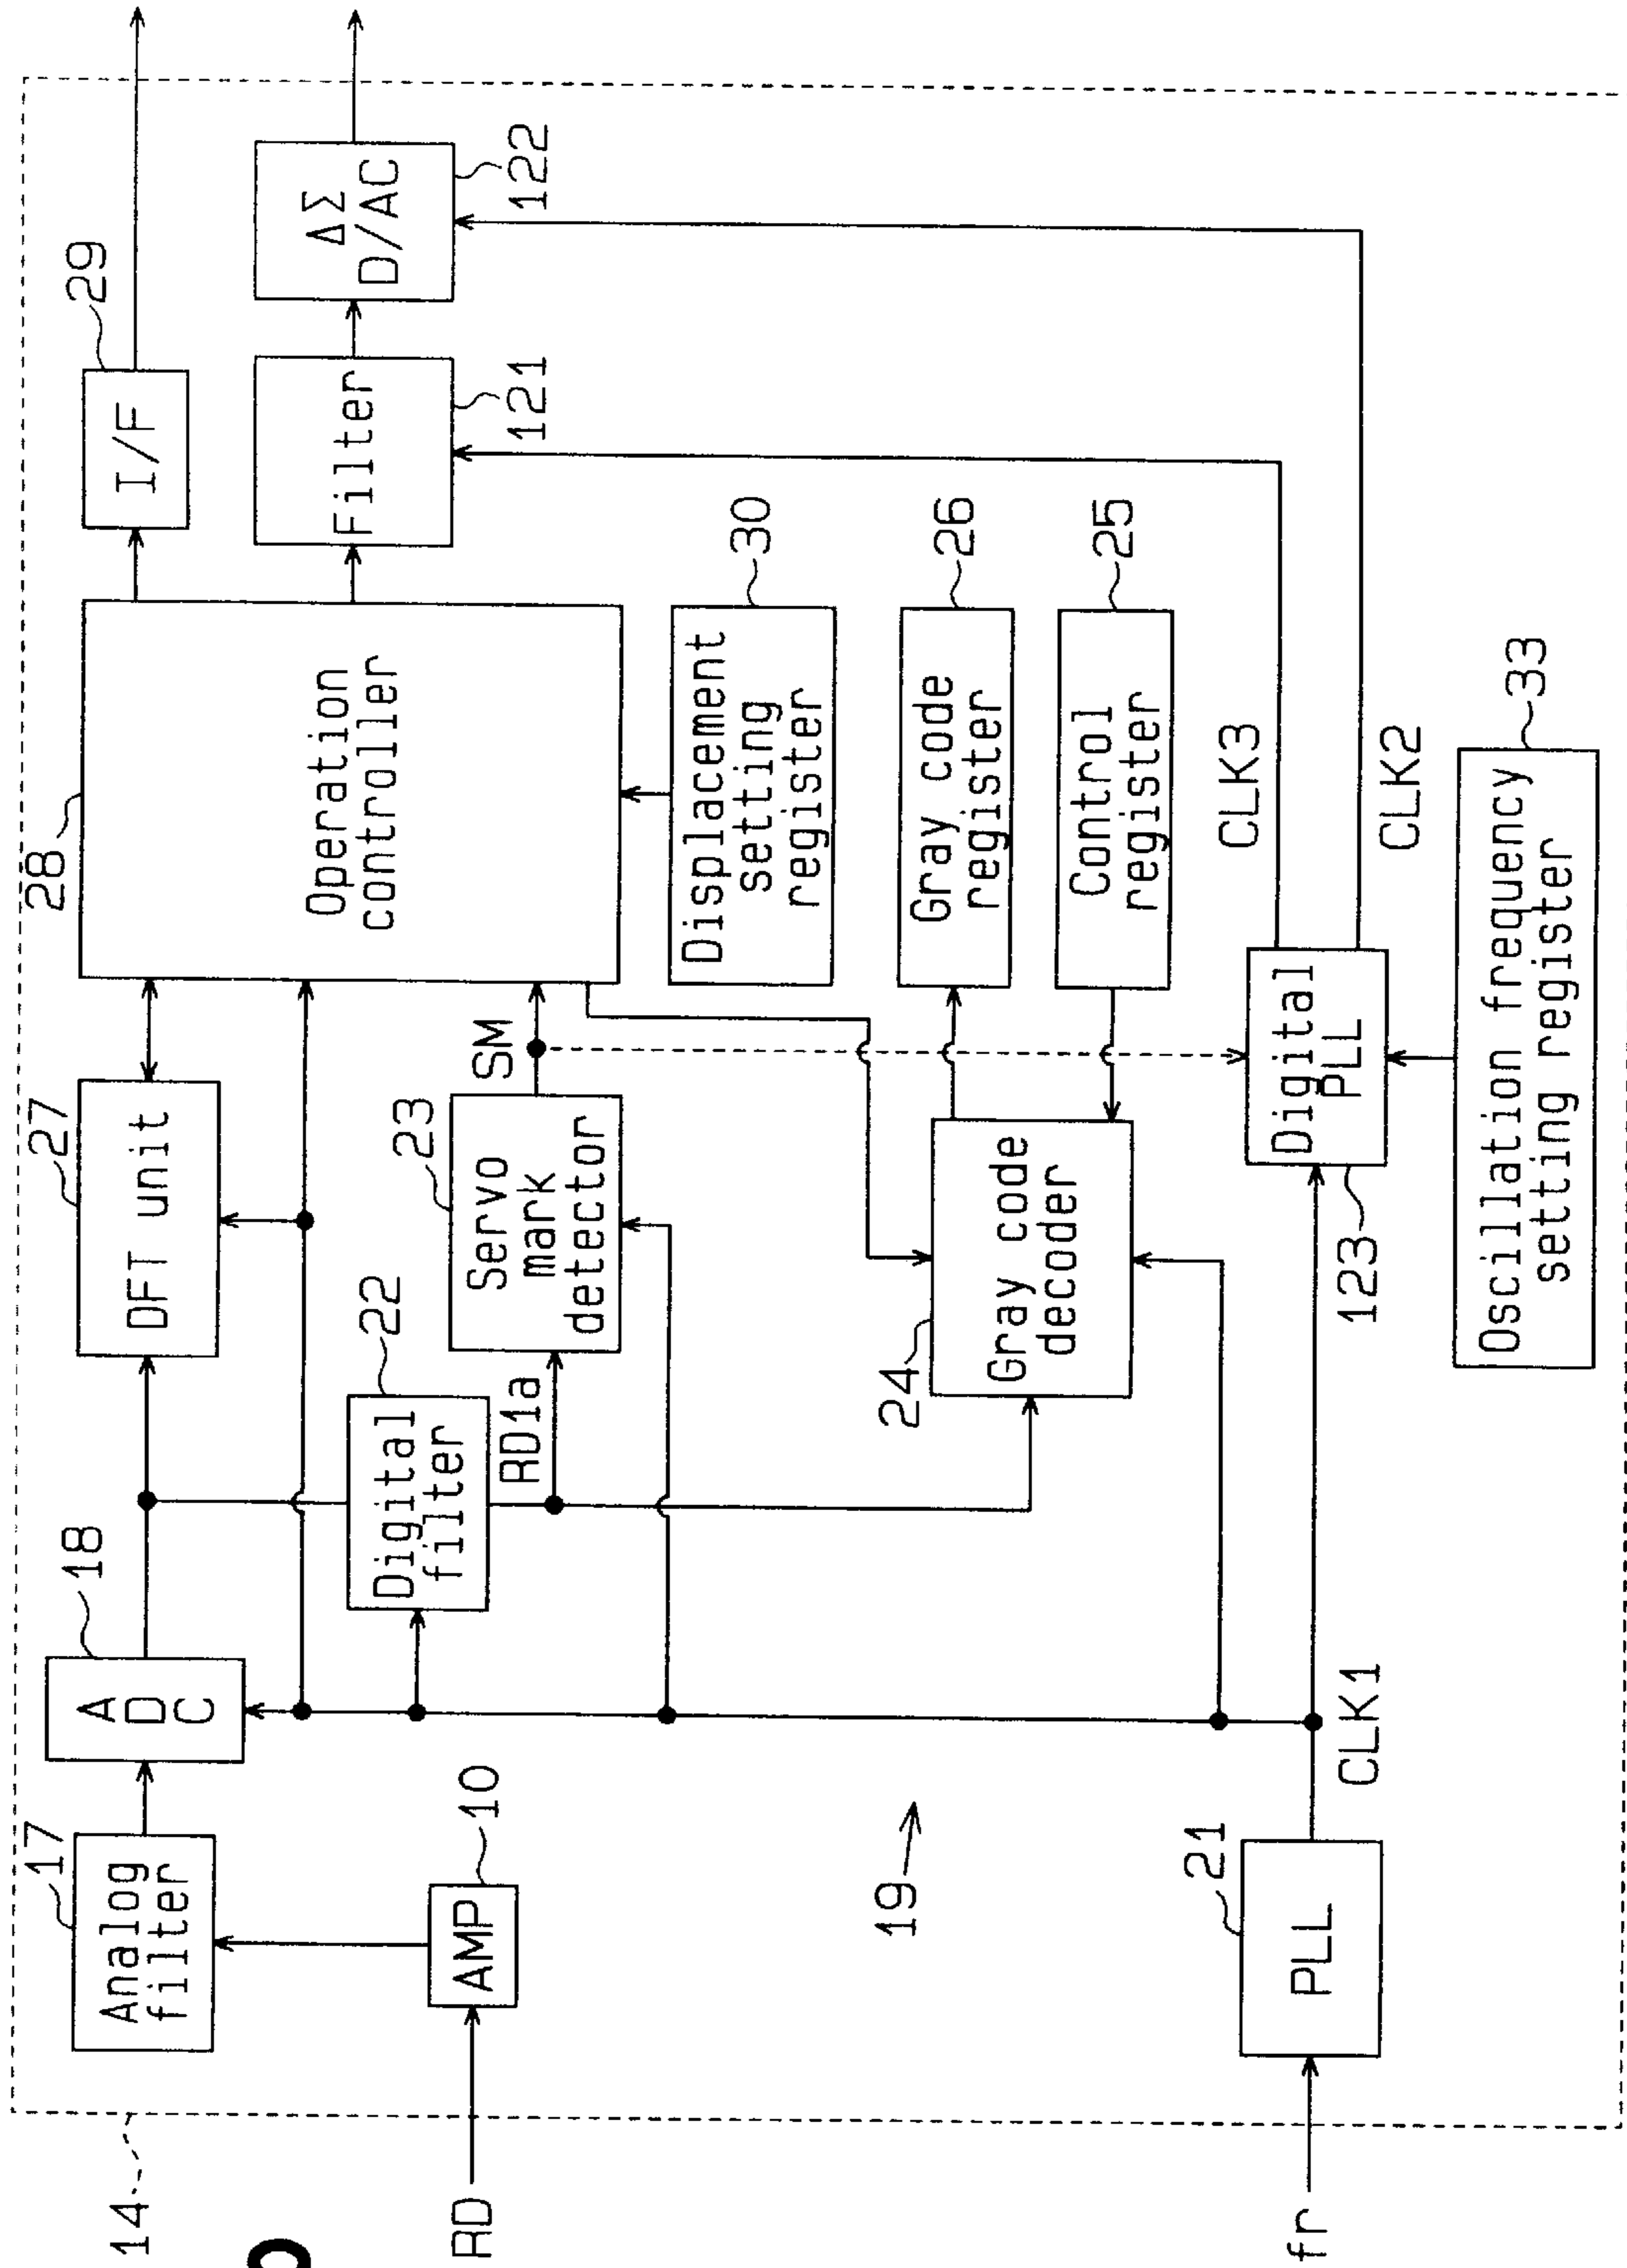 14
RD
fr
17
Analog
filter
AMP
10
21
PLL
19
CLK1
18
A
D
C
22
Digital
filter
RD1a
27
DFT unit
23
Servo
mark
detector
SM
24
Gray code
decoder
28
Operation
controller
Displacement
setting
register
30
Gray code
register
26
Control
register
25
Digital
PLL
123
CLK3
CLK2
Oscillation frequency
setting register
33
I/F
29
Filter
121
ΔΣ
D/AC
122